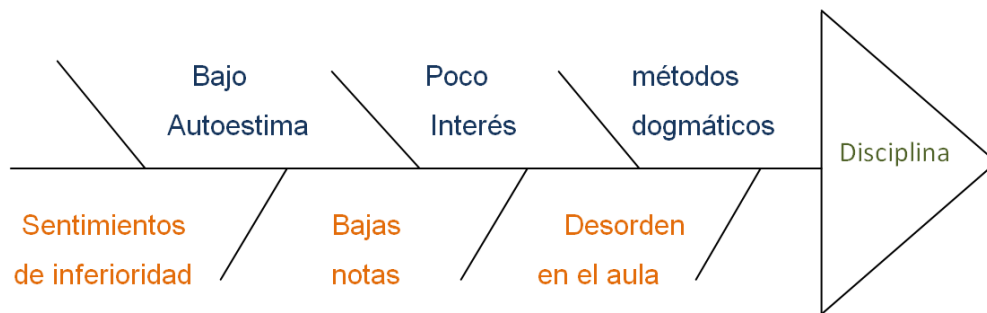 Bajo
Autoestima
Poco
Interés
métodos
dogmáticos
Disciplina
Sentimientos
de inferioridad
Bajas
notas
Desorden
en el aula